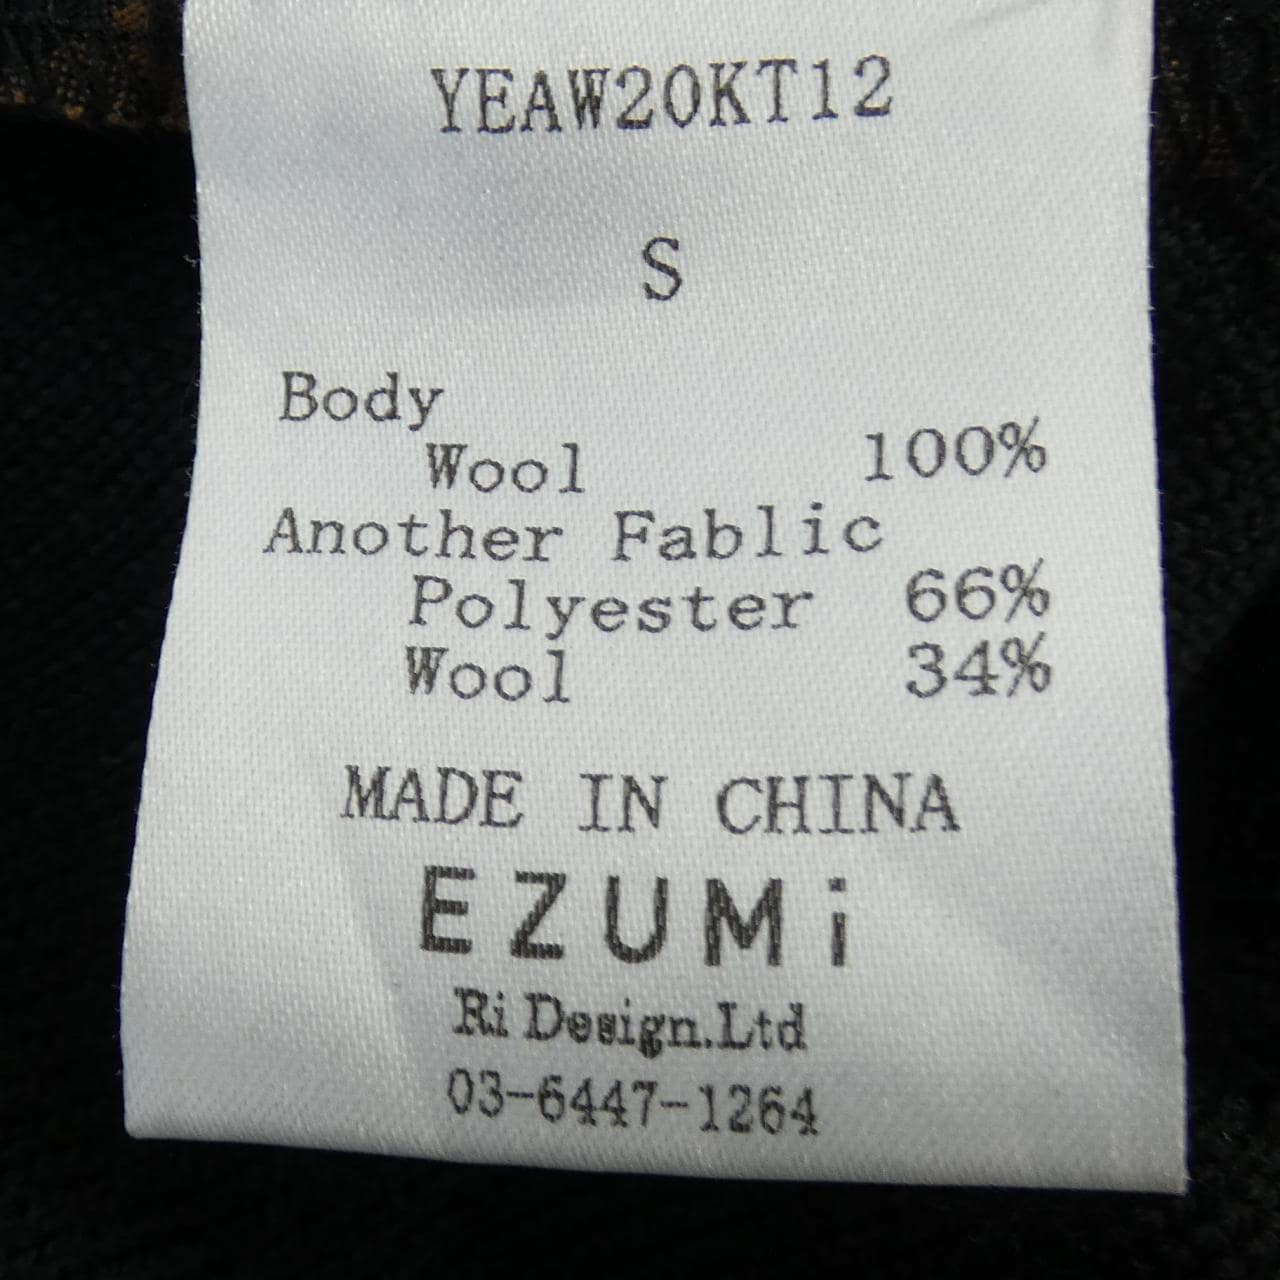 YEAW20KT12
S
Body
Wool 100%
Another Fablic
Polyester 66%
Wool 34%
MADE IN CHINA
EZUMi
Ri Design.Ltd
03-6447-1264